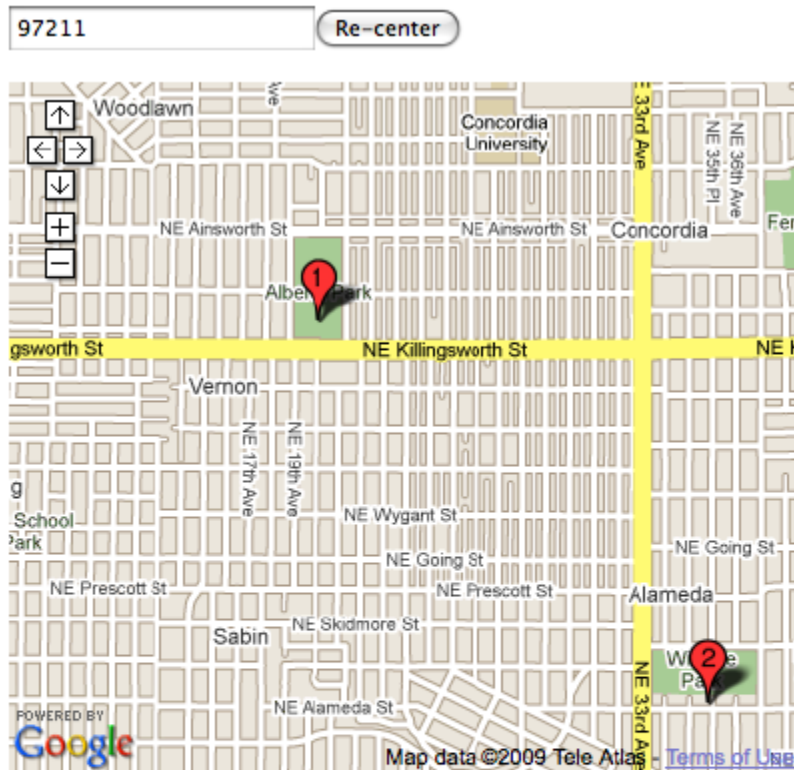 97211
Re-center
Woodlawn
Ave
Concordia
University
NE 33rd Ave
NE 35th Pl
NE 36th Ave
NE Ainsworth St
NE Ainsworth St
Concordia
Fer
1
Park
gsworth St
NE Killingsworth St
NE
Vernon
NE 17th Ave
NE 19th Ave
g
School
Park
NE Wygant St
NE Going St
NE Going St
NE Prescott St
NE Prescott St
Alameda
NE Skidmore St
Sabin
2
NE 33rd Ave
NE Alameda St
POWERED BY
Google
Map data ©2009 Tele Atlas - Terms of Use